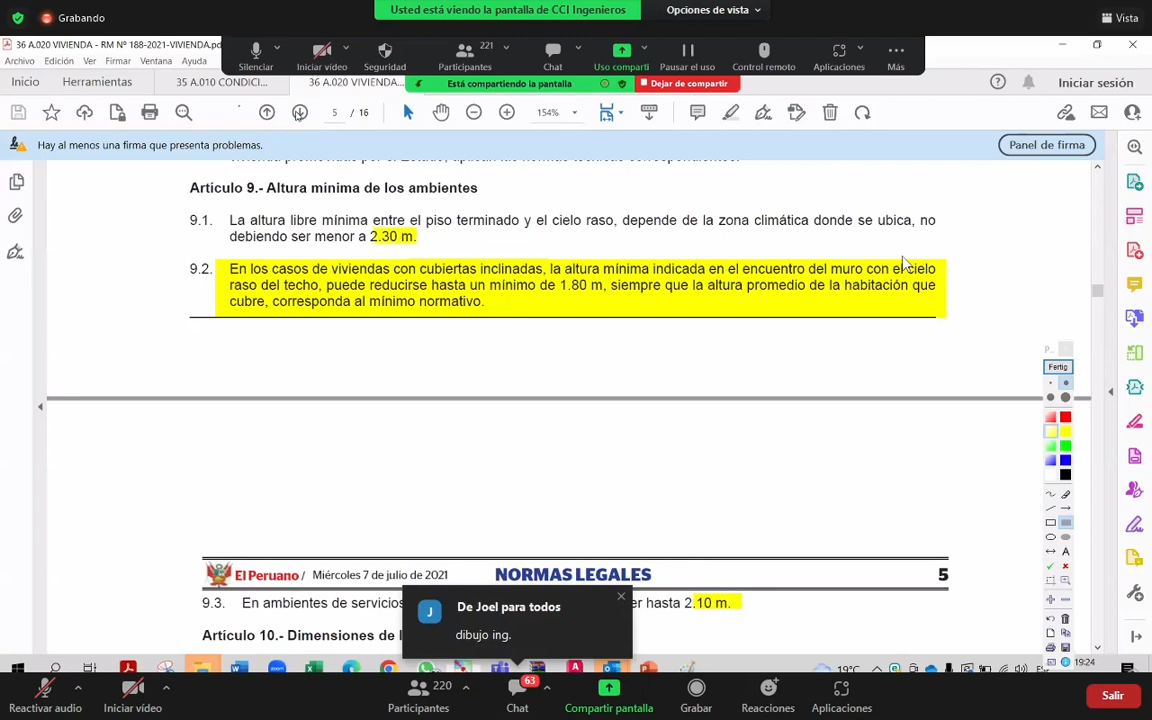 Grabando
Usted está viendo la pantalla de CCI Ingenieros
Opciones de vista
Vista
36 A.020 VIVIENDA - RM Nº 188-2021-VIVIENDA.pd
Archivo Edición Ver Firmar Ventana Ayuda
Silenciar
Iniciar vídeo
Seguridad
221
Participantes
Chat
Uso comparti
Pausar el uso
Control remoto
Aplicaciones
Más
Inicio
Herramientas
35 A.010 CONDICI...
36 A.020 VIVIENDA...
Está compartiendo la pantalla
Dejar de compartir
Iniciar sesión
5 / 16
154%
Hay al menos una firma que presenta problemas.
Panel de firma
Articulo 9.- Altura minima de los ambientes
9.1. La altura libre mínima entre el piso terminado y el cielo raso, depende de la zona climática donde se ubica, no
debiendo ser menor a 2.30 m.
9.2. En los casos de viviendas con cubiertas inclinadas, la altura mínima indicada en el encuentro del muro con el cielo
raso del techo, puede reducirse hasta un mínimo de 1.80 m, siempre que la altura promedio de la habitación que
cubre, corresponda al mínimo normativo.
P...
Fertig
A
El Peruano / Miércoles 7 de julio de 2021
NORMAS LEGALES
5
9.3. En ambientes de servicios
er hasta 2.10 m.
Articulo 10.- Dimensiones de l
J
De Joel para todos
dibujo ing.
19°C
19:24
Reactivar audio
Iniciar vídeo
220
Participantes
63
Chat
Compartir pantalla
Grabar
Reacciones
Aplicaciones
Salir